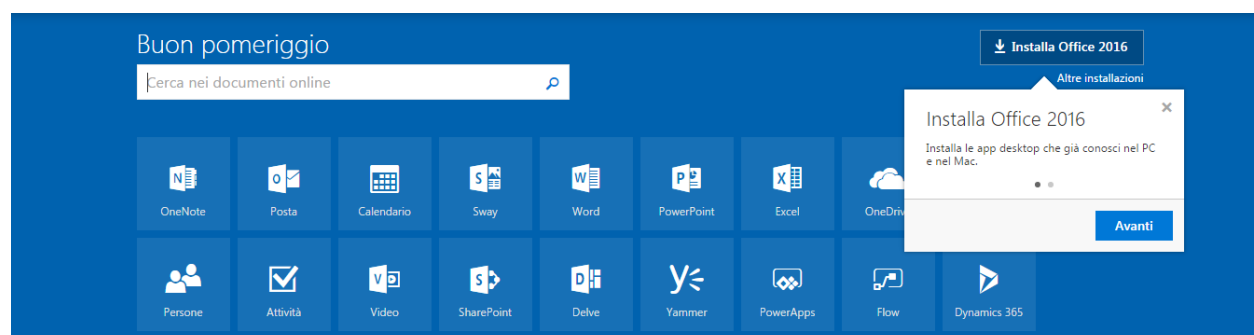 Buon pomeriggio
Installa Office 2016
Cerca nei documenti online
Altre installazioni
Installa Office 2016
Installa le app desktop che già conosci nel PC
e nel Mac.
Avanti
OneNote Posta Calendario Sway Word PowerPoint Excel OneDriv
Persone Attività Video SharePoint Delve Yammer PowerApps Flow Dynamics 365